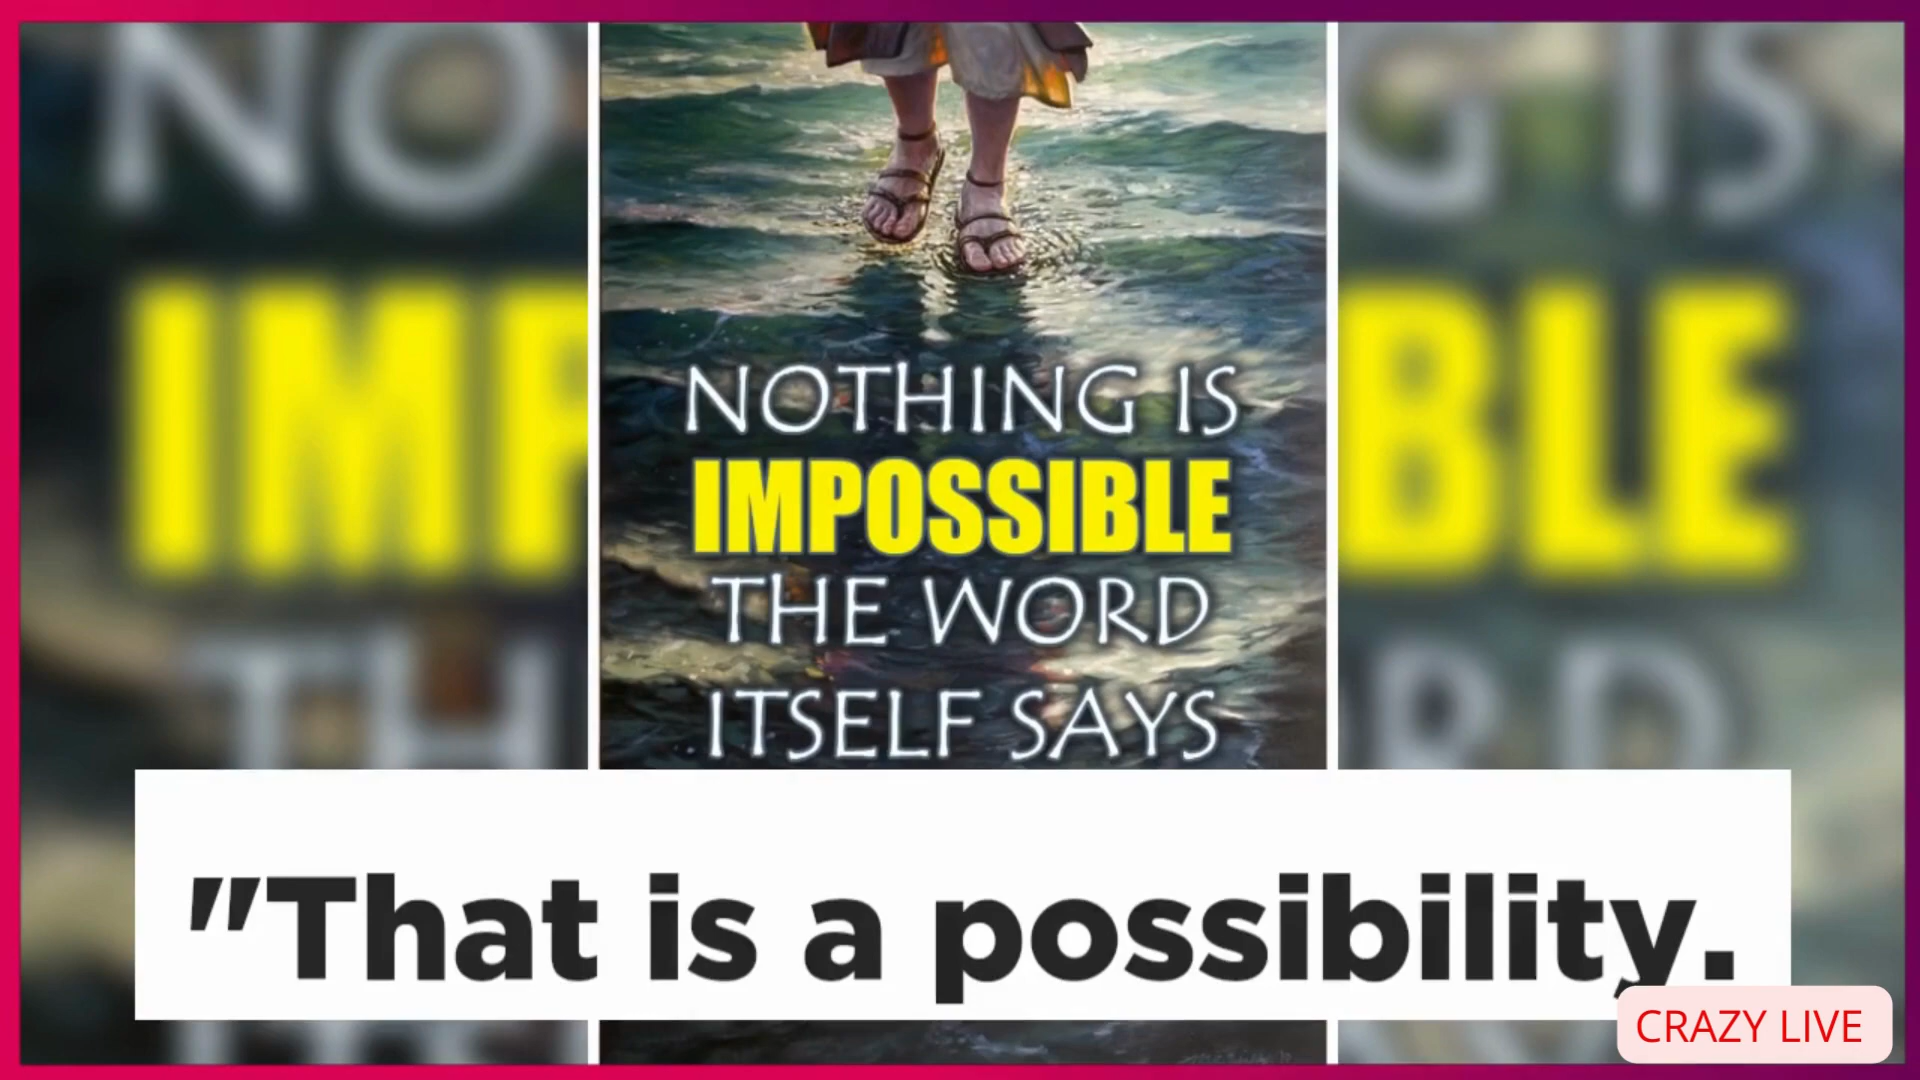 NOTHING IS
IMPOSSIBLE
THE WORD
ITSELF SAYS
"That is a possibility.
CRAZY LIVE